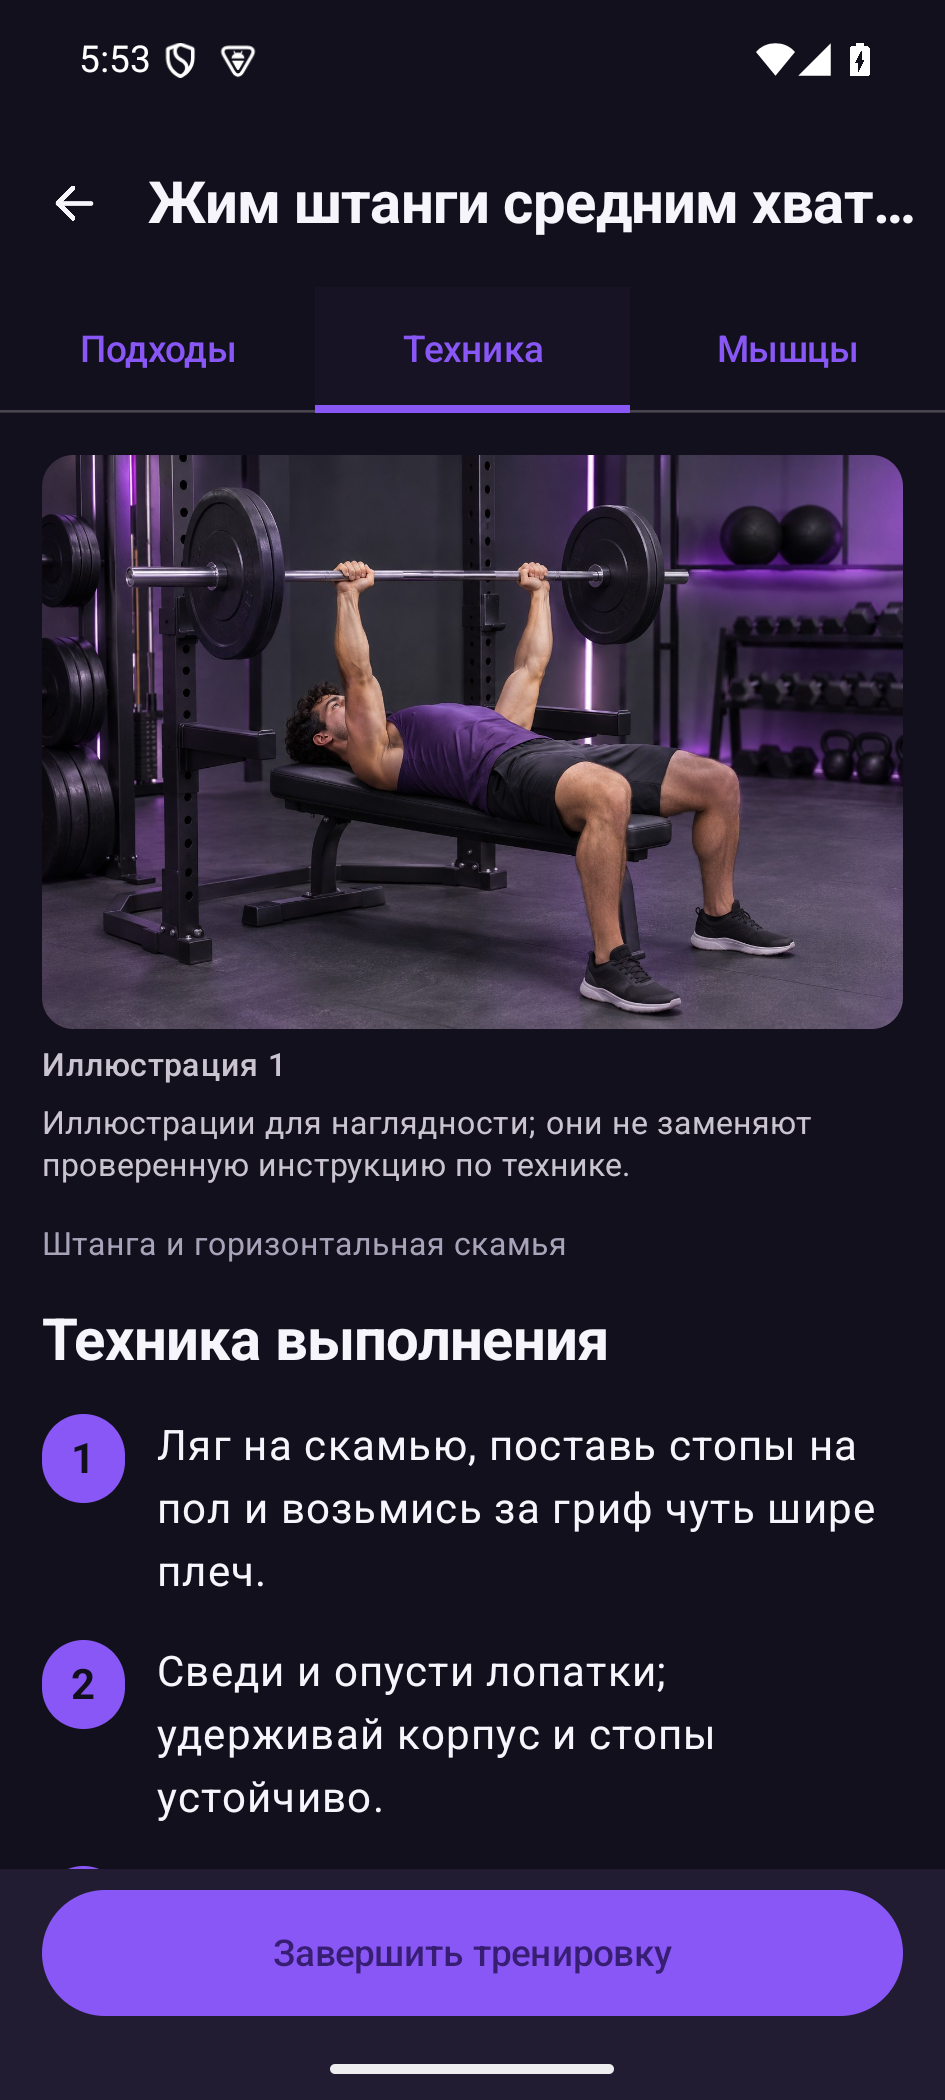 5:53
Жим штанги средним хват...
Подходы
Техника
Мышцы
Иллюстрация 1
Иллюстрации для наглядности; они не заменяют
проверенную инструкцию по технике.
Штанга и горизонтальная скамья
Техника выполнения
1
Ляг на скамью, поставь стопы на
пол и возьмись за гриф чуть шире
плеч.
2
Сведи и опусти лопатки;
удерживай корпус и стопы
устойчиво.
Завершить тренировку